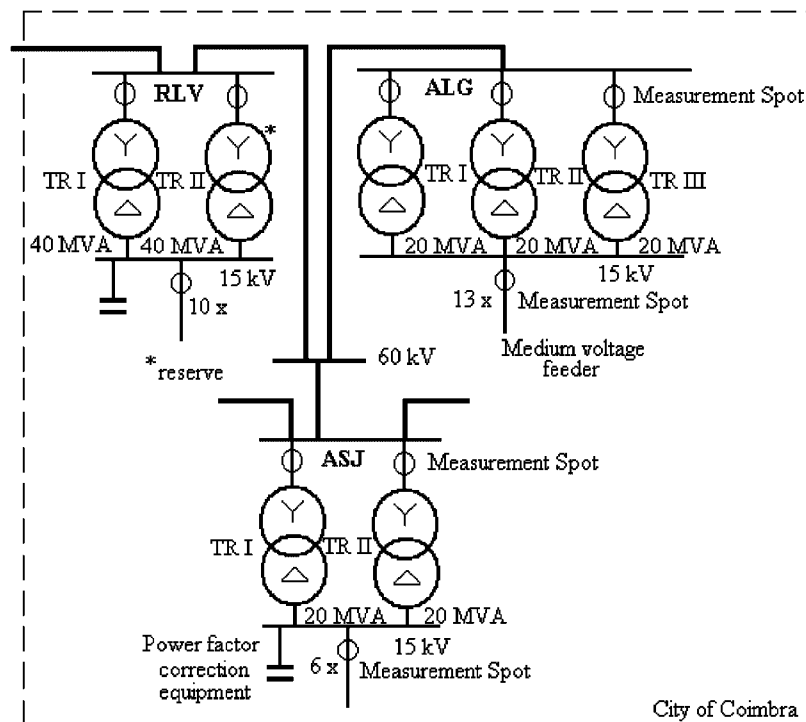 RLV
*
TR I
TR II
40 MVA
40 MVA
15 kV
10 x
* reserve
ALG
Measurement Spot
TR I
TR II
TR III
20 MVA
20 MVA
20 MVA
15 kV
13 x
Measurement Spot
Medium voltage
feeder
60 kV
ASJ
Measurement Spot
TR I
TR II
20 MVA
20 MVA
Power factor
correction
equipment
15 kV
6 x
Measurement Spot
City of Coimbra